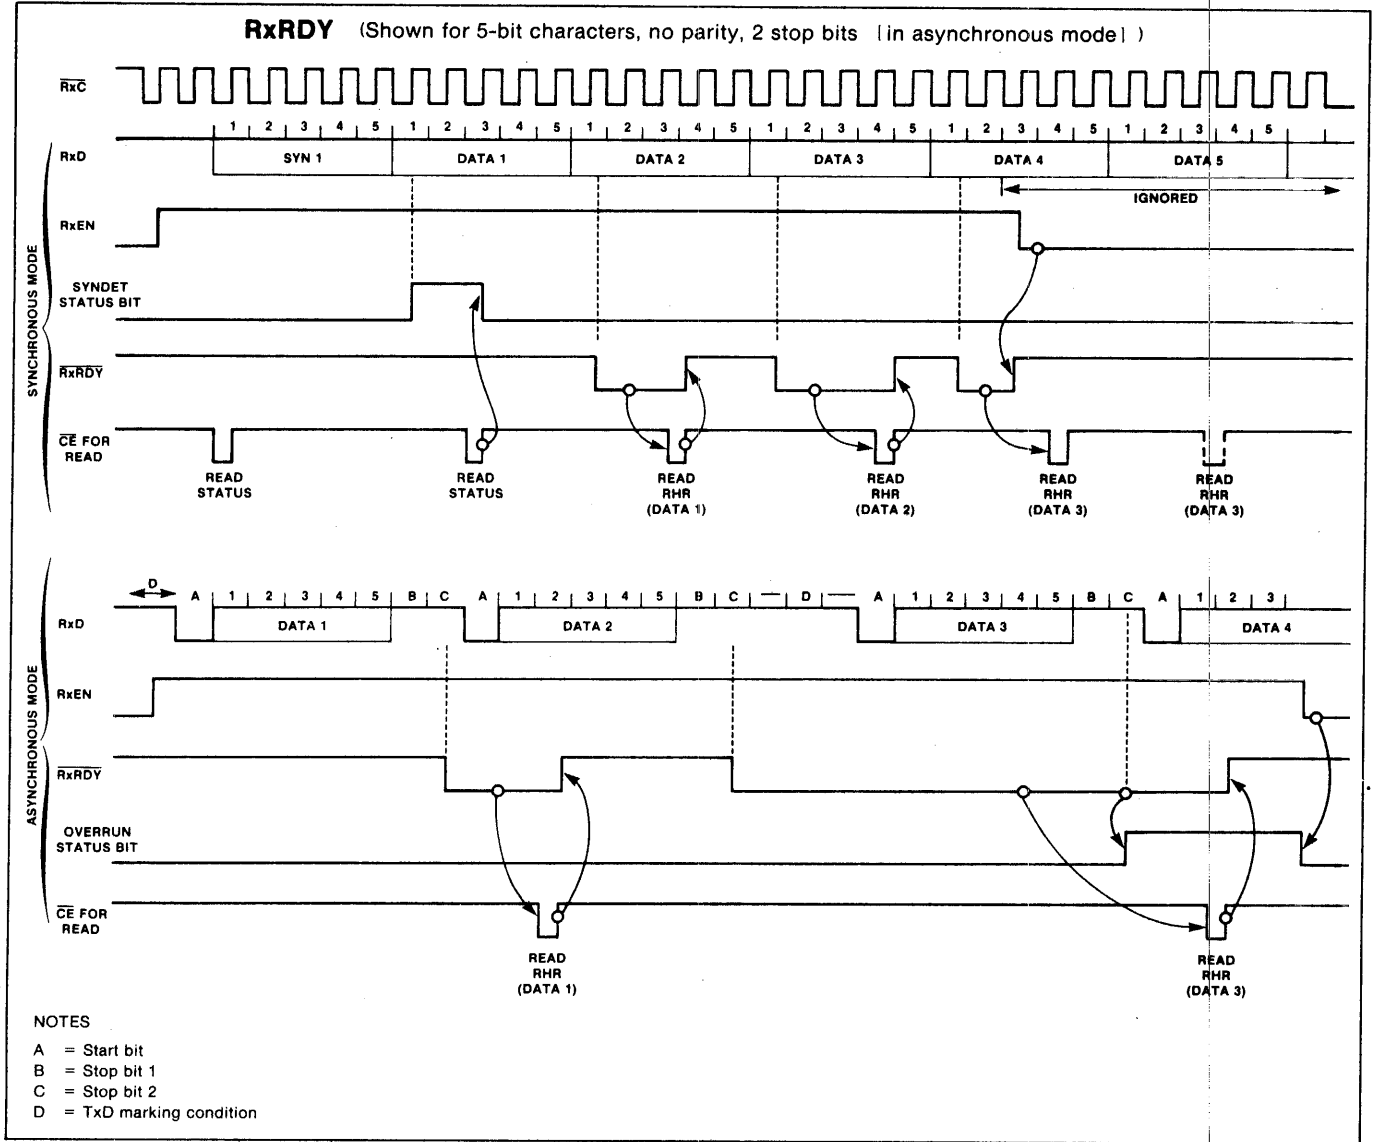 RxRDY (Shown for 5-bit characters, no parity, 2 stop bits [in asynchronous mode] )
RxC
1 2 3 4 5 1 2 3 4 5 1 2 3 4 5 1 2 3 4 5 1 2 3 4 5 1 2 3 4 5
RxD SYN 1 DATA 1 DATA 2 DATA 3 DATA 4 DATA 5
IGNORED
RxEN
SYNCHRONOUS MODE
SYNDET
STATUS BIT
RxRDY
CE FOR
READ
READ
STATUS
READ
STATUS
READ
RHR
(DATA 1)
READ
RHR
(DATA 2)
READ
RHR
(DATA 3)
READ
RHR
(DATA 3)
D A 1 2 3 4 5 B C A 1 2 3 4 5 B C D A 1 2 3 4 5 B C A 1 2 3
RxD DATA 1 DATA 2 DATA 3 DATA 4
ASYNCHRONOUS MODE
RxEN
RxRDY
OVERRUN
STATUS BIT
CE FOR
READ
READ
RHR
(DATA 1)
READ
RHR
(DATA 3)
NOTES
A = Start bit
B = Stop bit 1
C = Stop bit 2
D = TxD marking condition